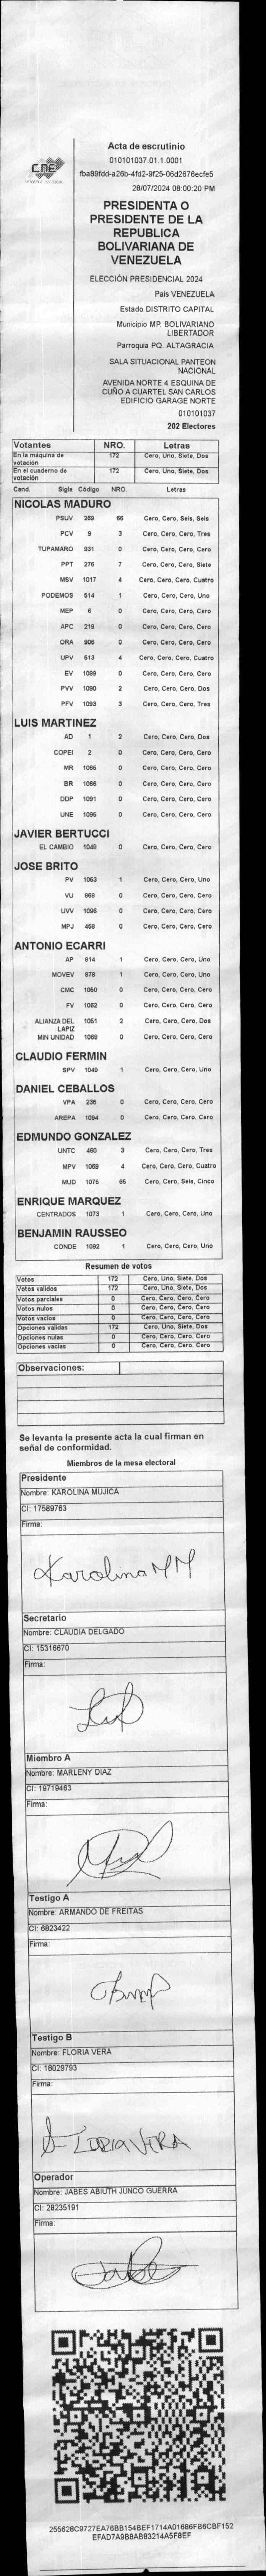 CNE
Acta de escrutinio
010101037.01.1.0001
fba89fdd-a26b-4fd2-9f25-06d2676ecfe5
28/07/2024 08:00:20 PM
PRESIDENTA O
PRESIDENTE DE LA
REPUBLICA
BOLIVARIANA DE
VENEZUELA
ELECCIÓN PRESIDENCIAL 2024
País VENEZUELA
Estado DISTRITO CAPITAL
Municipio MP. BOLIVARIANO
LIBERTADOR
Parroquia PQ. ALTAGRACIA
SALA SITUACIONAL PANTEON
NACIONAL
AVENIDA NORTE 4 ESQUINA DE
CUÑO A CUARTEL SAN CARLOS
EDIFICIO GARAGE NORTE
010101037
202 Electores
Votantes NRO. Letras
En la máquina de votación 172 Cero, Uno, Siete, Dos
En el cuaderno de votación 172 Cero, Uno, Siete, Dos
Cand. Sigla Código NRO. Letras
NICOLAS MADURO
PSUV 269 66 Cero, Cero, Seis, Seis
PCV 9 3 Cero, Cero, Cero, Tres
TUPAMARO 931 0 Cero, Cero, Cero, Cero
PPT 276 7 Cero, Cero, Cero, Siete
MSV 1017 4 Cero, Cero, Cero, Cuatro
PODEMOS 514 1 Cero, Cero, Cero, Uno
MEP 6 0 Cero, Cero, Cero, Cero
APC 219 0 Cero, Cero, Cero, Cero
ORA 906 0 Cero, Cero, Cero, Cero
UPV 513 4 Cero, Cero, Cero, Cuatro
EV 1089 0 Cero, Cero, Cero, Cero
PVV 1090 2 Cero, Cero, Cero, Dos
PFV 1093 3 Cero, Cero, Cero, Tres
LUIS MARTINEZ
AD 1 2 Cero, Cero, Cero, Dos
COPEI 2 0 Cero, Cero, Cero, Cero
MR 1065 0 Cero, Cero, Cero, Cero
BR 1066 0 Cero, Cero, Cero, Cero
DDP 1091 0 Cero, Cero, Cero, Cero
UNE 1095 0 Cero, Cero, Cero, Cero
JAVIER BERTUCCI
EL CAMBIO 1048 0 Cero, Cero, Cero, Cero
JOSE BRITO
PV 1053 1 Cero, Cero, Cero, Uno
VU 868 0 Cero, Cero, Cero, Cero
UVV 1096 0 Cero, Cero, Cero, Cero
MPJ 458 0 Cero, Cero, Cero, Cero
ANTONIO ECARRI
AP 914 1 Cero, Cero, Cero, Uno
MOVEV 978 1 Cero, Cero, Cero, Uno
CMC 1050 0 Cero, Cero, Cero, Cero
FV 1062 0 Cero, Cero, Cero, Cero
ALIANZA DEL LAPIZ 1051 2 Cero, Cero, Cero, Dos
MIN UNIDAD 1068 0 Cero, Cero, Cero, Cero
CLAUDIO FERMIN
SPV 1049 1 Cero, Cero, Cero, Uno
DANIEL CEBALLOS
VPA 236 0 Cero, Cero, Cero, Cero
AREPA 1094 0 Cero, Cero, Cero, Cero
EDMUNDO GONZALEZ
UNTC 460 3 Cero, Cero, Cero, Tres
MPV 1069 4 Cero, Cero, Cero, Cuatro
MUD 1075 65 Cero, Cero, Seis, Cinco
ENRIQUE MARQUEZ
CENTRADOS 1073 1 Cero, Cero, Cero, Uno
BENJAMIN RAUSSEO
CONDE 1092 1 Cero, Cero, Cero, Uno
Resumen de votos
Votos 172 Cero, Uno, Siete, Dos
Votos validos 172 Cero, Uno, Siete, Dos
Votos parciales 0 Cero, Cero, Cero, Cero
Votos nulos 0 Cero, Cero, Cero, Cero
Votos vacios 0 Cero, Cero, Cero, Cero
Opciones validas 172 Cero, Uno, Siete, Dos
Opciones nulas 0 Cero, Cero, Cero, Cero
Opciones vacias 0 Cero, Cero, Cero, Cero
Observaciones:
Se levanta la presente acta la cual firman en
señal de conformidad.
Miembros de la mesa electoral
Presidente
Nombre: KAROLINA MUJICA
CI: 17589763
Firma:
Karolina MM
Secretario
Nombre: CLAUDIA DELGADO
CI: 15316670
Firma:
Miembro A
Nombre: MARLENY DIAZ
CI: 19719463
Firma:
Testigo A
Nombre: ARMANDO DE FREITAS
CI: 6823422
Firma:
Testigo B
Nombre: FLORIA VERA
CI: 18029793
Firma:
FLORIA VERA
Operador
Nombre: JABES ABIUTH JUNCO GUERRA
CI: 28235191
Firma:
255628C9727EA76BB154BEF1714A01686FB6CBF152
EFAD7A9B8AB83214A5F8EF